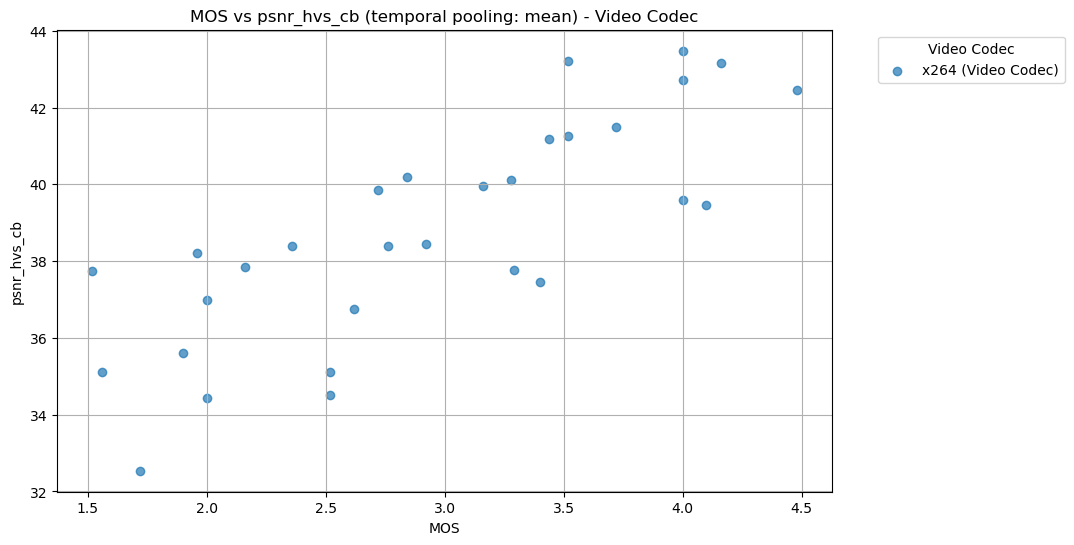 MOS vs psnr_hvs_cb (temporal pooling: mean) - Video Codec
Video Codec
x264 (Video Codec)
psnr_hvs_cb
44
42
40
38
36
34
32
1.5 2.0 2.5 3.0 3.5 4.0 4.5
MOS